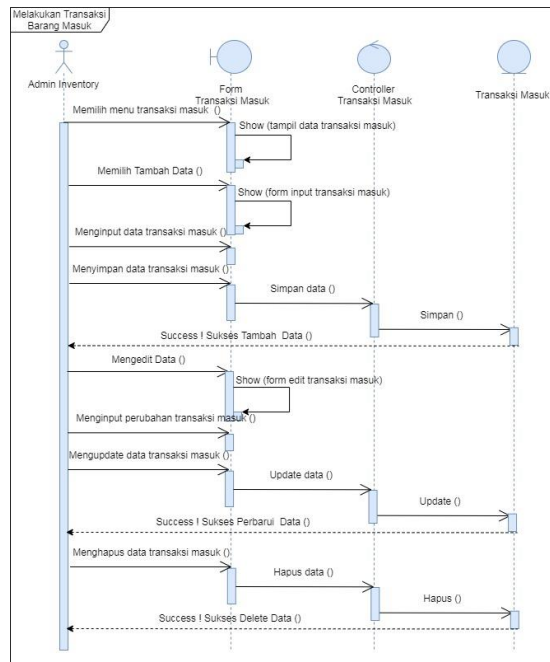 Melakukan Transaksi
Barang Masuk
Admin Inventory
Form
Transaksi Masuk
Controller
Transaksi Masuk
Transaksi Masuk
Memilih menu transaksi masuk ()
Show (tampil data transaksi masuk)
Memilih Tambah Data ()
Show (form input transaksi masuk)
Menginput data transaksi masuk ()
Menyimpan data transaksi masuk ()
Simpan data ()
Simpan ()
Success ! Sukses Tambah Data ()
Mengedit Data ()
Show (form edit transaksi masuk)
Menginput perubahan transaksi masuk ()
Mengupdate data transaksi masuk ()
Update data ()
Update ()
Success ! Sukses Perbarui Data ()
Menghapus data transaksi masuk ()
Hapus data ()
Hapus ()
Success ! Sukses Delete Data ()